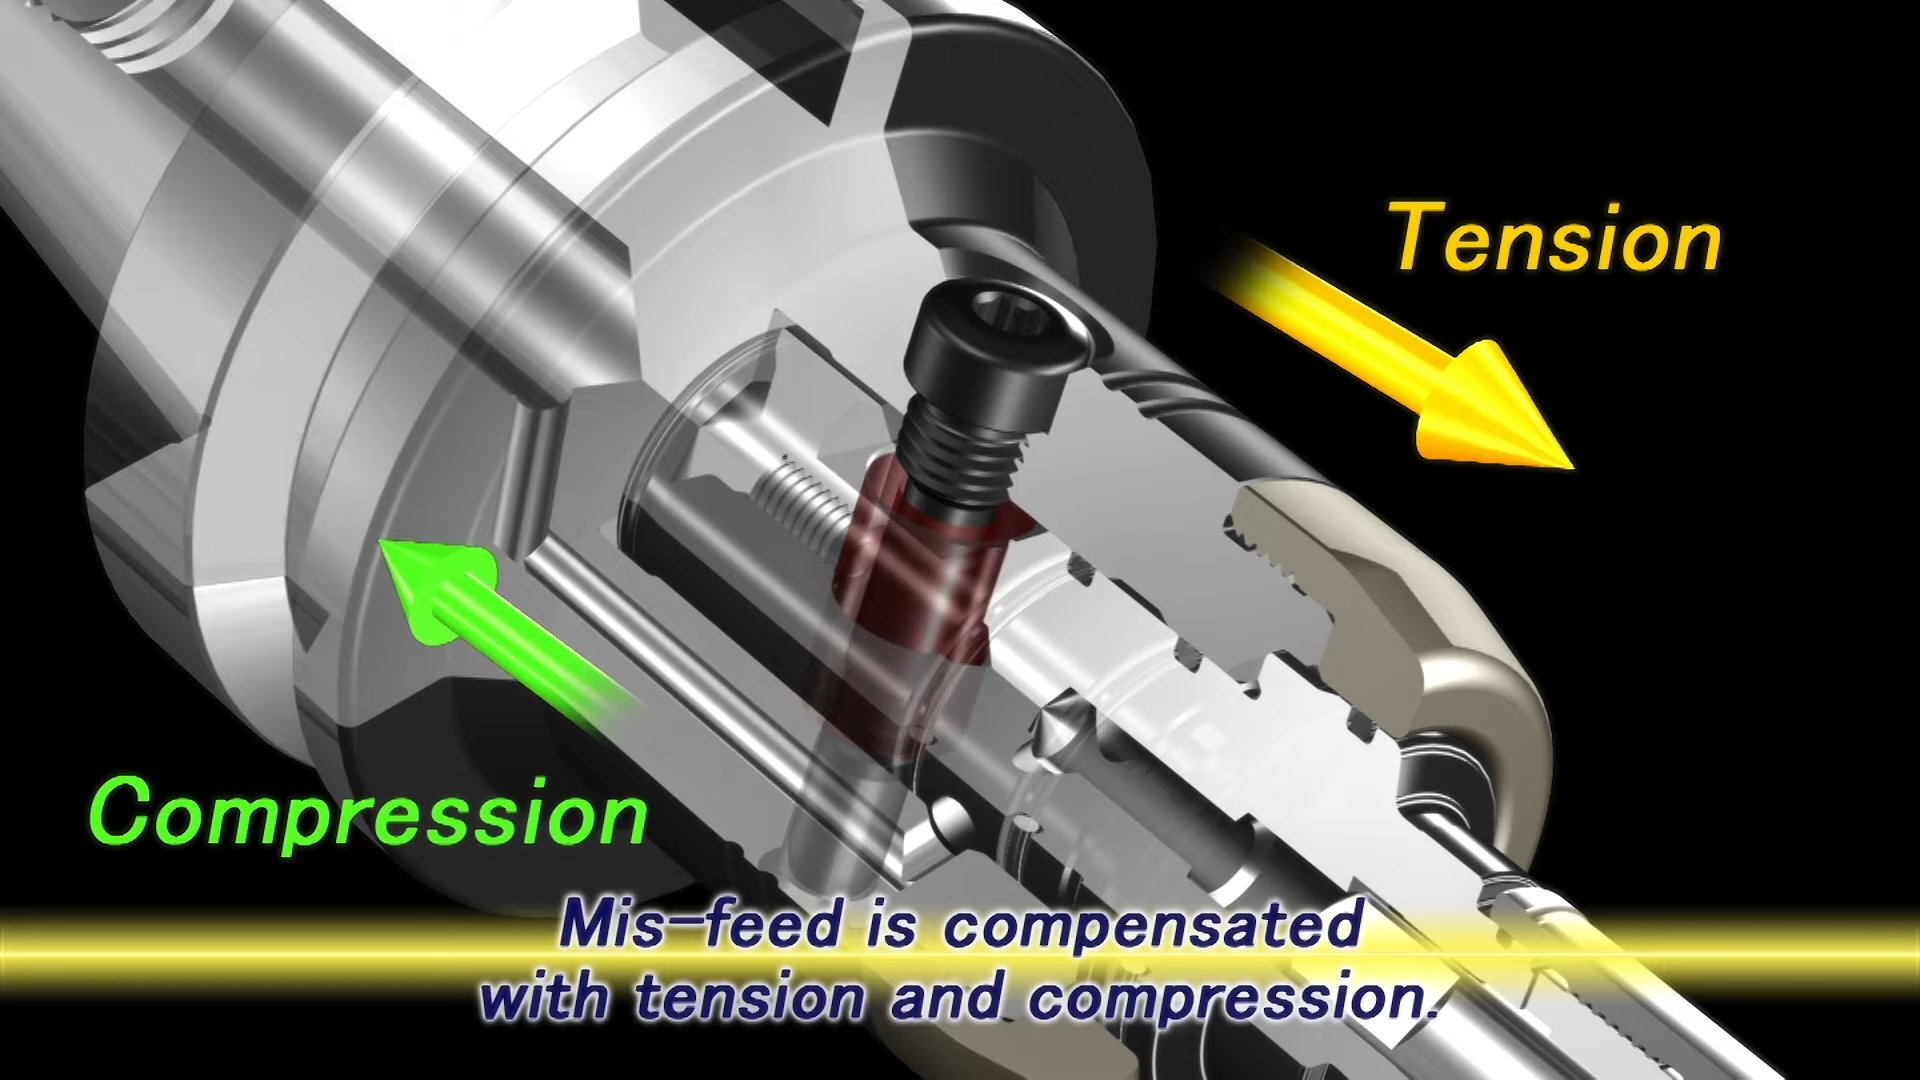 Tension
Compression
Mis-feed is compensated
with tension and compression.